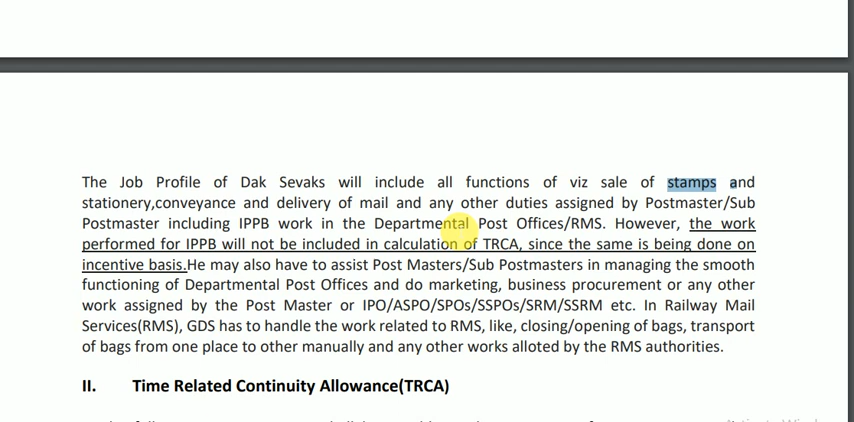 The Job Profile of Dak Sevaks will include all functions of viz sale of stamps and
stationery,conveyance and delivery of mail and any other duties assigned by Postmaster/Sub
Postmaster including IPPB work in the Departmental Post Offices/RMS. However, the work
performed for IPPB will not be included in calculation of TRCA, since the same is being done on
incentive basis.He may also have to assist Post Masters/Sub Postmasters in managing the smooth
functioning of Departmental Post Offices and do marketing, business procurement or any other
work assigned by the Post Master or IPO/ASPO/SPOs/SSPOs/SRM/SSRM etc. In Railway Mail
Services(RMS), GDS has to handle the work related to RMS, like, closing/opening of bags, transport
of bags from one place to other manually and any other works alloted by the RMS authorities.
II. Time Related Continuity Allowance(TRCA)